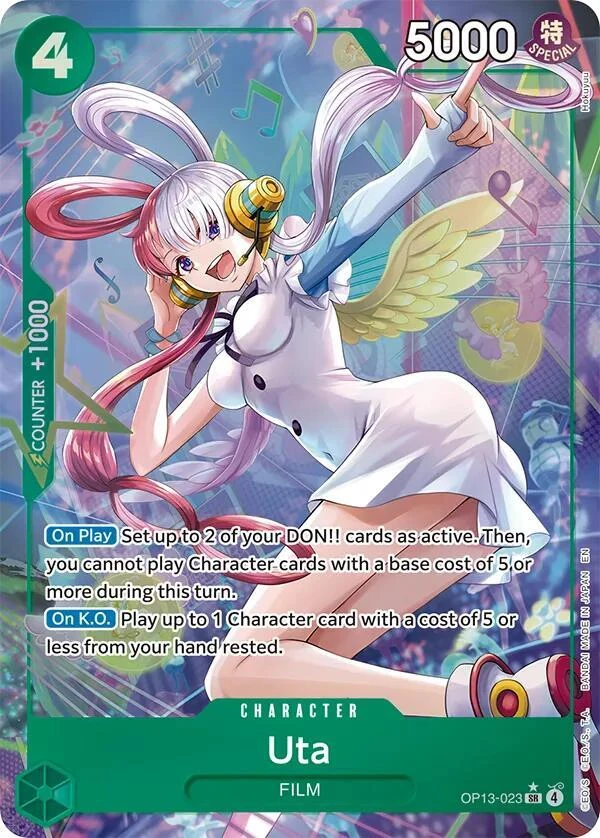 4
5000
特
SPECIAL
Hokuyuu
COUNTER +1000
On Play Set up to 2 of your DON!! cards as active. Then,
you cannot play Character cards with a base cost of 5 or
more during this turn.
On K.O. Play up to 1 Character card with a cost of 5 or
less from your hand rested.
CHARACTER
Uta
FILM
OP13-023 SR 4
©E.O/S ©E.O./S., T.A. BANDAI MADE IN JAPAN EN